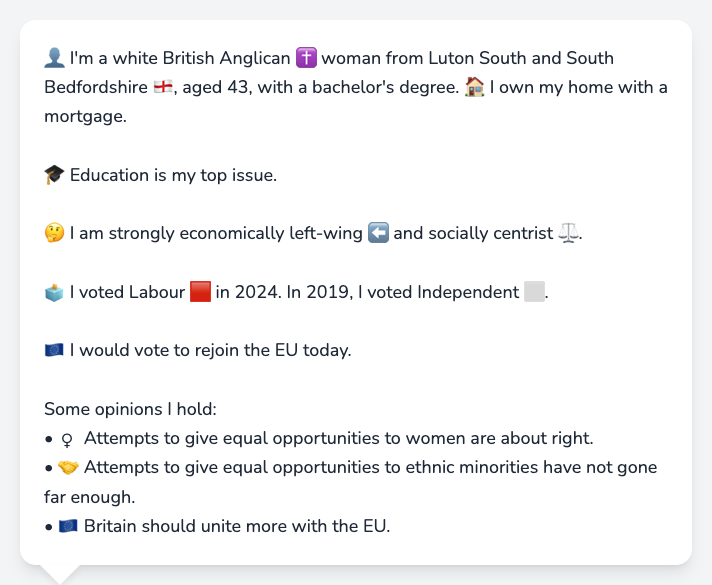 👤 I'm a white British Anglican ✝️ woman from Luton South and South
Bedfordshire 🏴󠁧󠁢󠁥󠁮󠁧󠁿, aged 43, with a bachelor's degree. 🏠 I own my home with a
mortgage.
🎓 Education is my top issue.
🤔 I am strongly economically left-wing ⬅️ and socially centrist ⚖️.
🗳️ I voted Labour 🟥 in 2024. In 2019, I voted Independent ⬜.
🇪🇺 I would vote to rejoin the EU today.
Some opinions I hold:
• ♀ Attempts to give equal opportunities to women are about right.
• 🤝 Attempts to give equal opportunities to ethnic minorities have not gone
far enough.
• 🇪🇺 Britain should unite more with the EU.